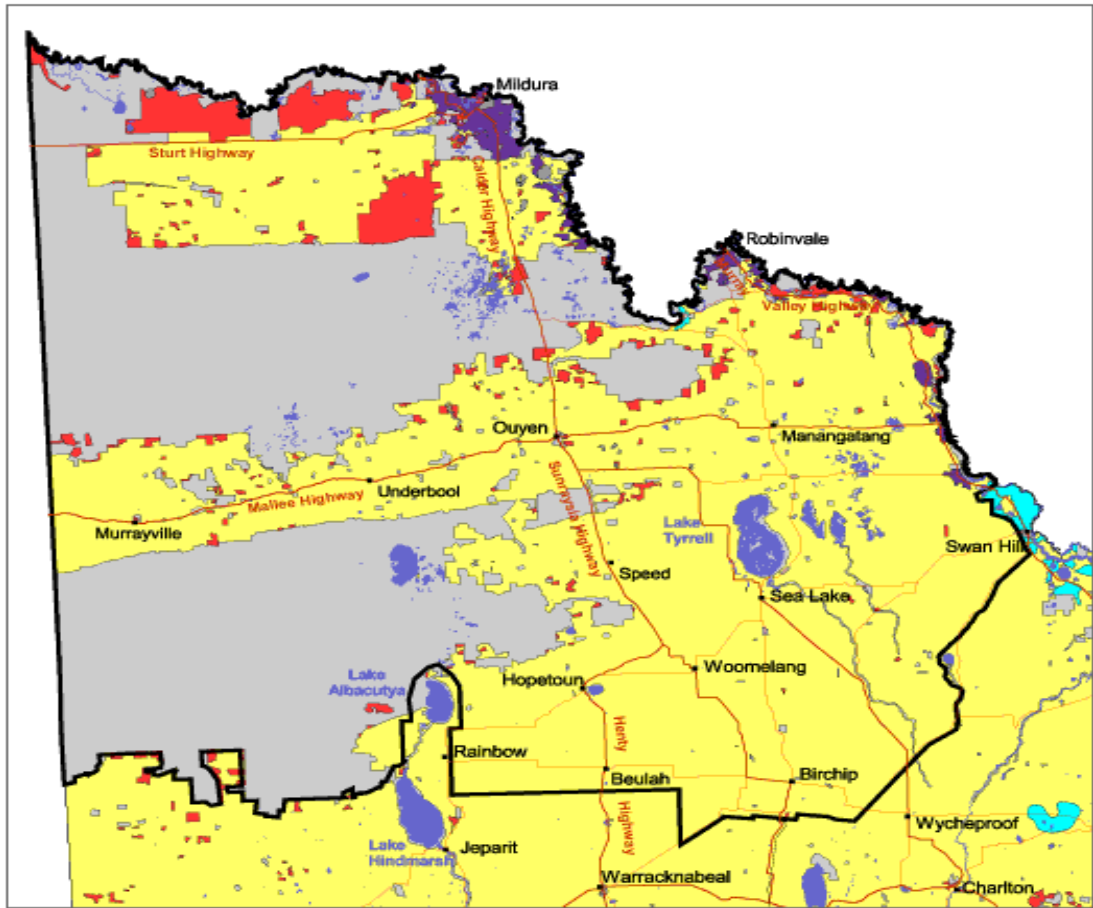 Mildura
Sturt Highway
Calder Highway
Robinvale
Murray
Valley Highway
Ouyen
Manangatang
Underbool
Mallee Highway
Murrayville
Sunraysia Highway
Lake
Tyrrell
Swan Hill
Speed
Sea Lake
Woomelang
Lake
Albacutya
Hopetoun
Henty
Rainbow
Beulah
Birchip
Highway
Wycheproof
Lake
Hindmarsh
Jeparit
Warracknabeal
Charlton